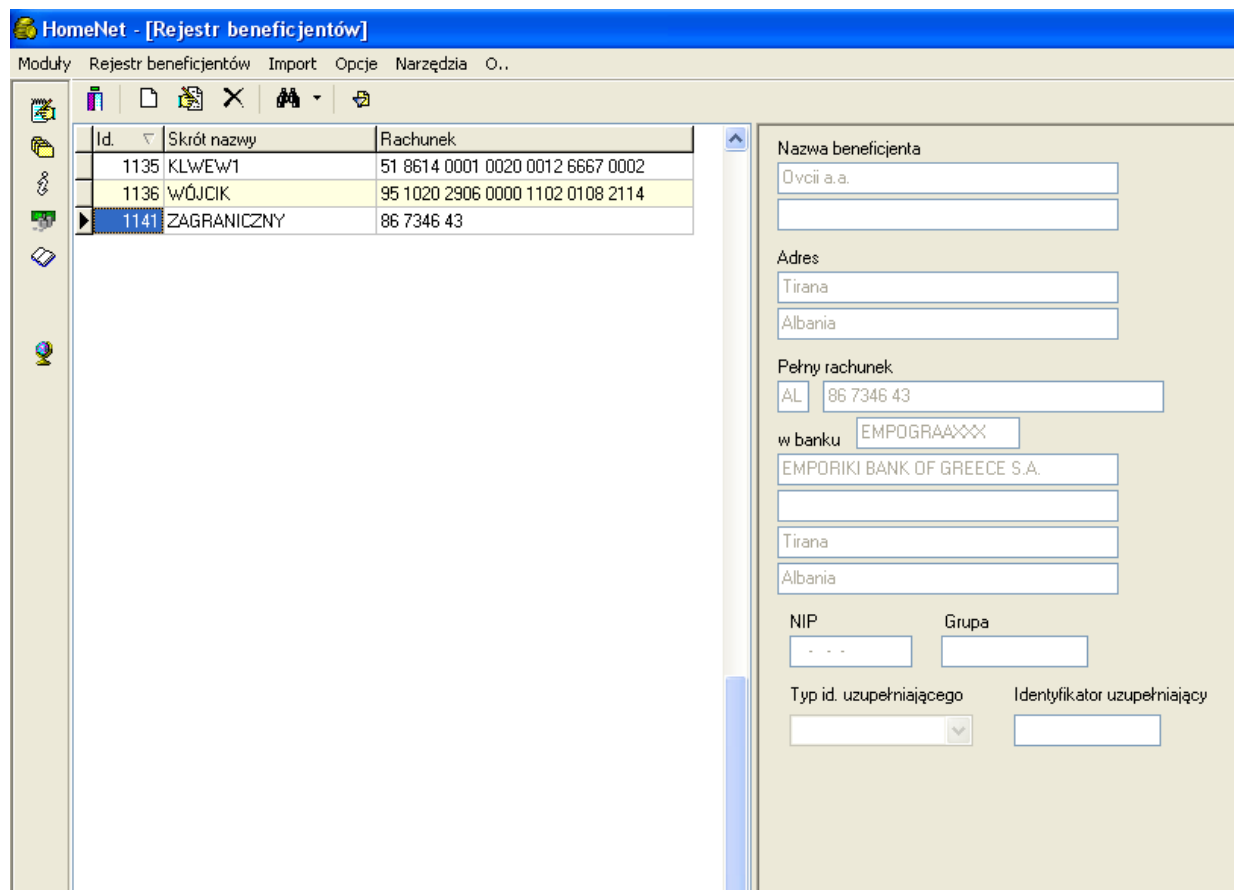 HomeNet - [Rejestr beneficjentów]
Moduły Rejestr beneficjentów Import Opcje Narzędzia O..
Id. Skrót nazwy Rachunek
1135 KLWEW1 51 8614 0001 0020 0012 6667 0002
1136 WÓJCIK 95 1020 2906 0000 1102 0108 2114
1141 ZAGRANICZNY 86 7346 43
Nazwa beneficjenta
Ovcii a.a.
Adres
Tirana
Albania
Pełny rachunek
AL 86 7346 43
w banku EMPOGRAAXXX
EMPORIKI BANK OF GREECE S.A.
Tirana
Albania
NIP Grupa
- - -
Typ id. uzupełniającego Identyfikator uzupełniający